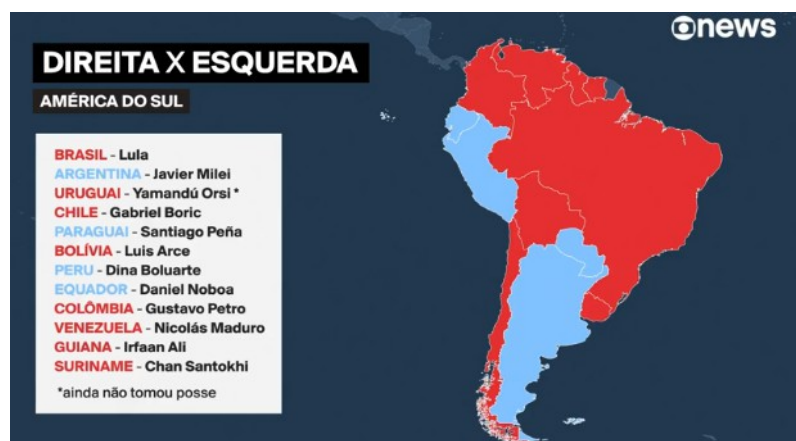 news
DIREITA X ESQUERDA
AMÉRICA DO SUL
BRASIL - Lula
ARGENTINA - Javier Milei
URUGUAI - Yamandú Orsi *
CHILE - Gabriel Boric
PARAGUAI - Santiago Peña
BOLÍVIA - Luis Arce
PERU - Dina Boluarte
EQUADOR - Daniel Noboa
COLÔMBIA - Gustavo Petro
VENEZUELA - Nicolás Maduro
GUIANA - Irfaan Ali
SURINAME - Chan Santokhi
*ainda não tomou posse